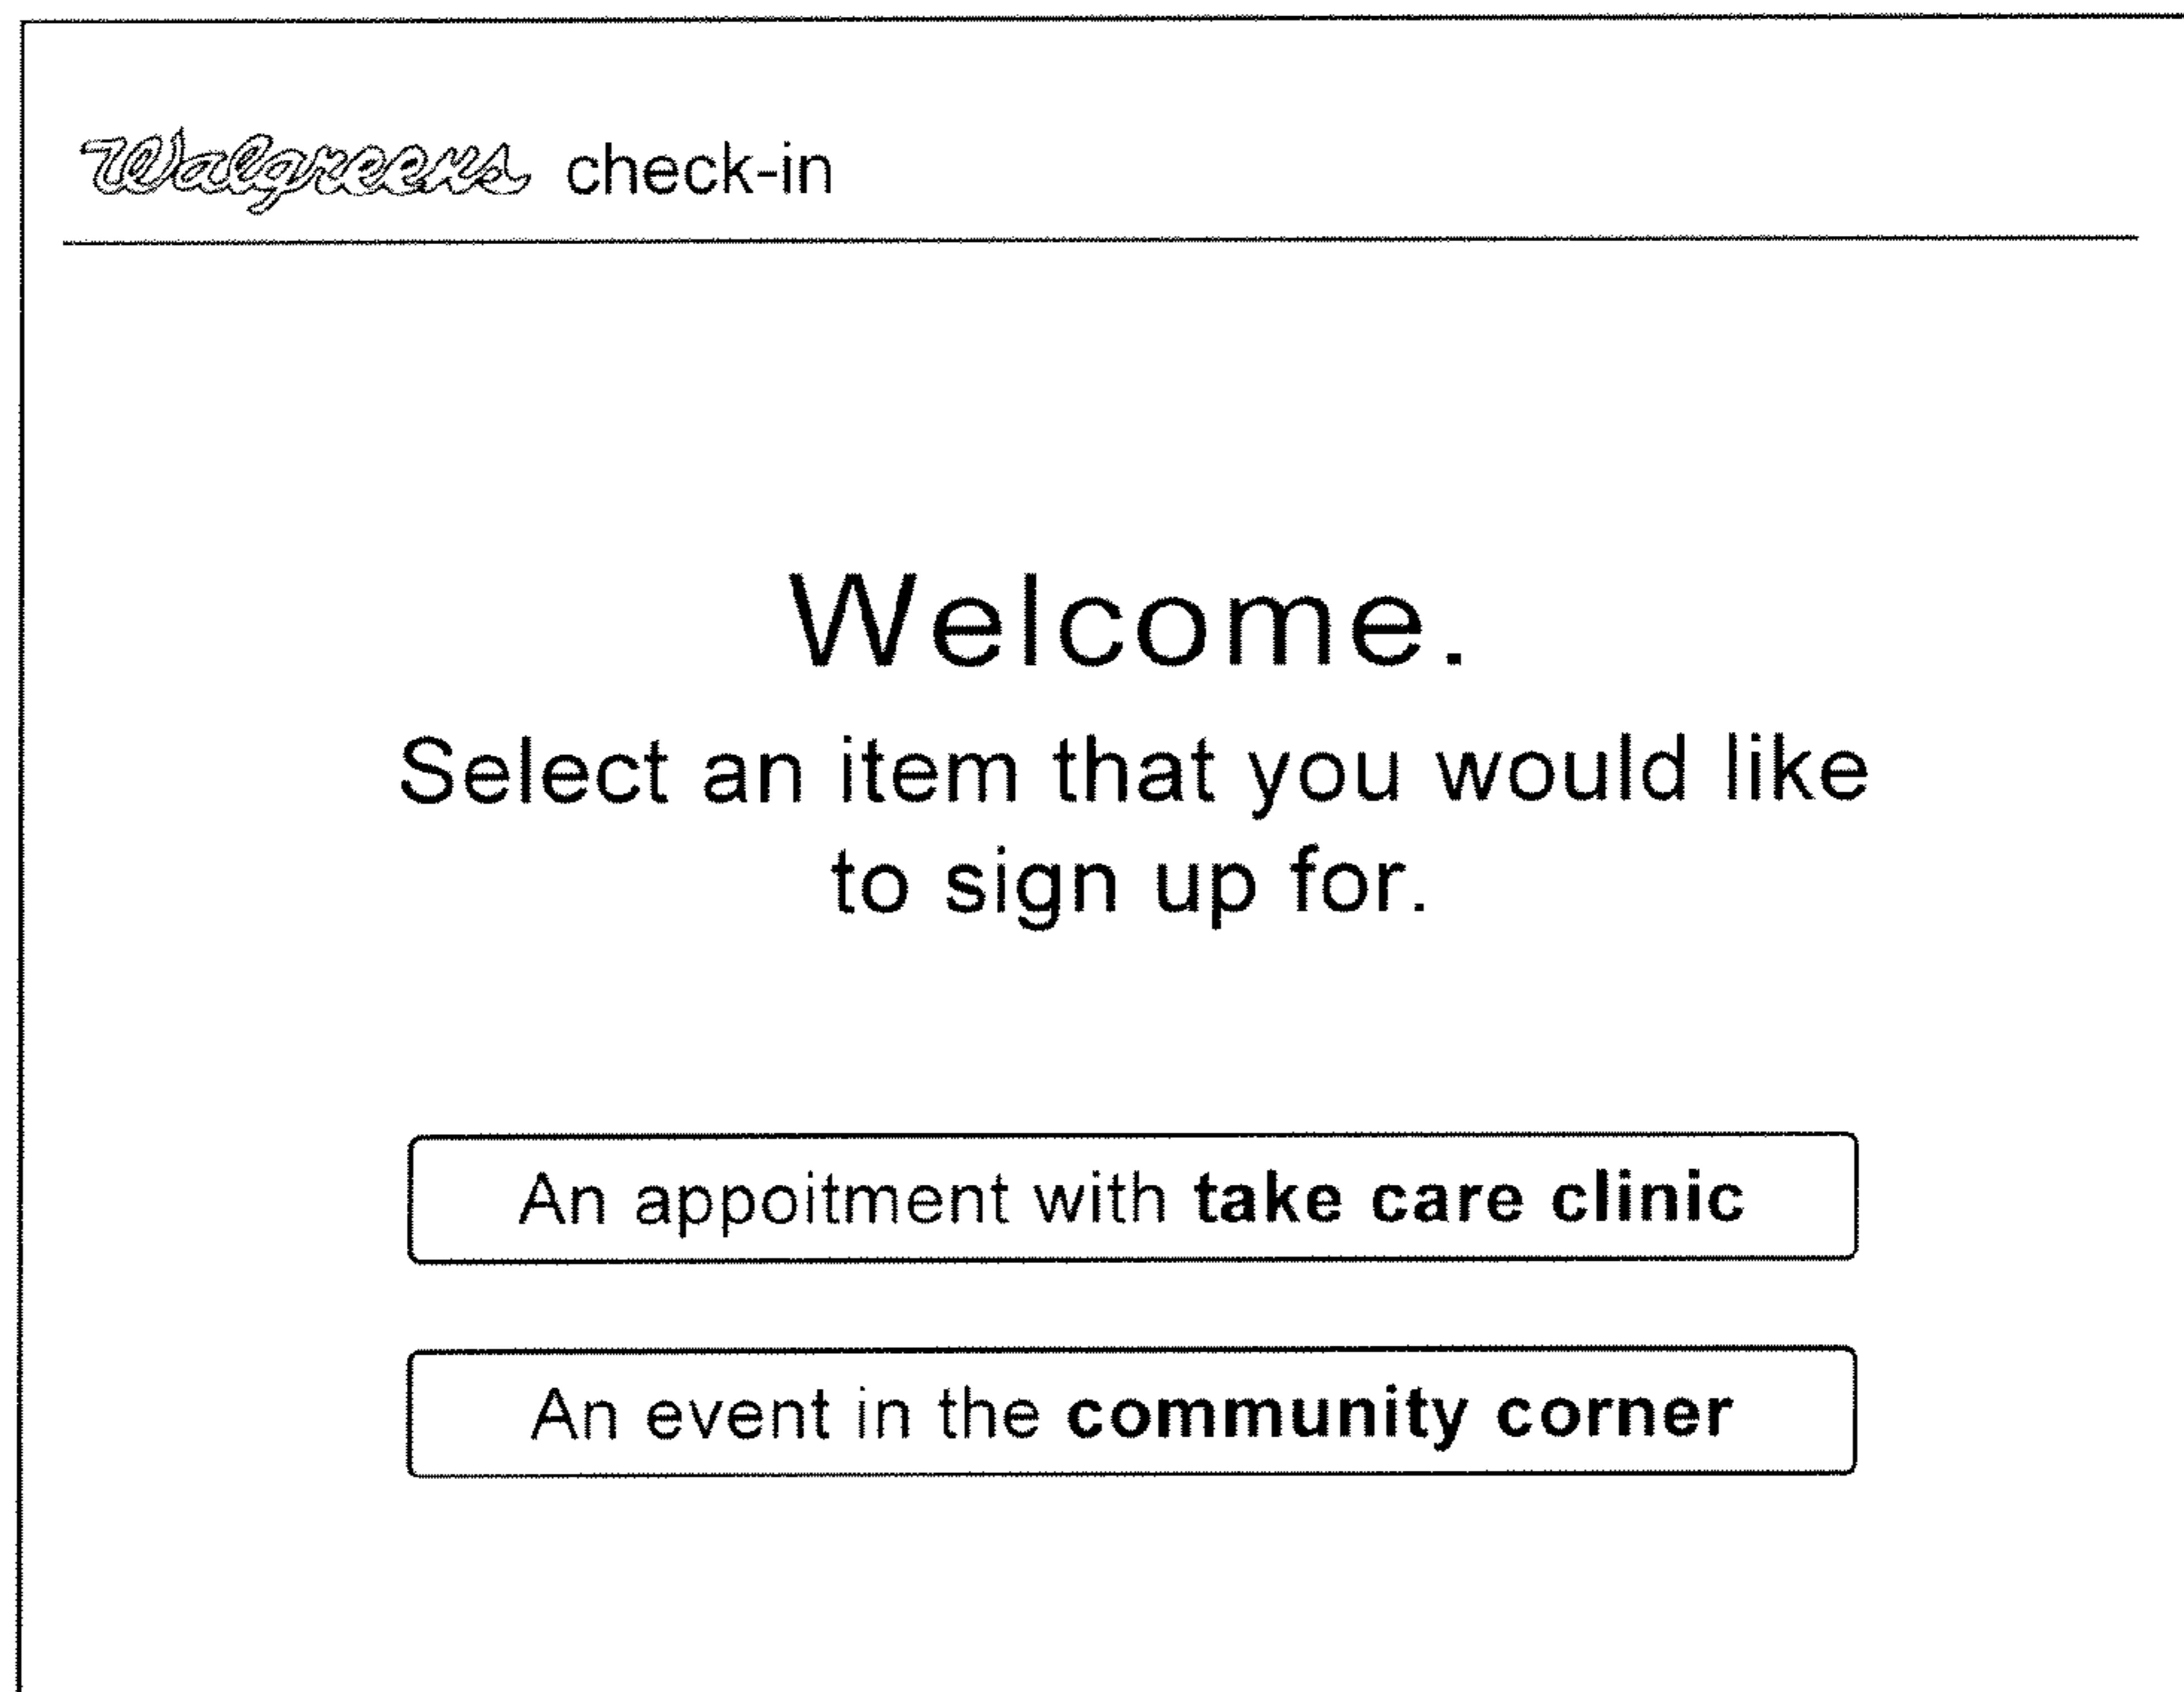 Walgreens check-in
Welcome.
Select an item that you would like
to sign up for.
An appoitment with take care clinic
An event in the community corner